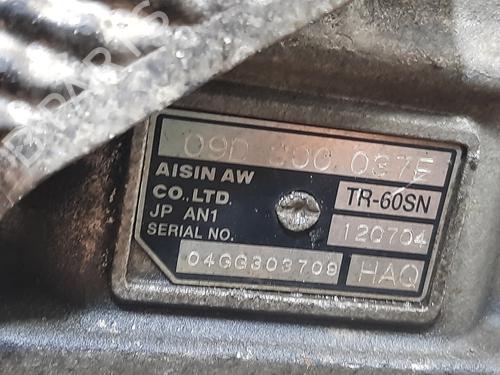 09D 300 037E
AISIN AW
CO.,LTD.
JP AN1
SERIAL NO.
TR-60SN
120704
04GG303709
HAQ